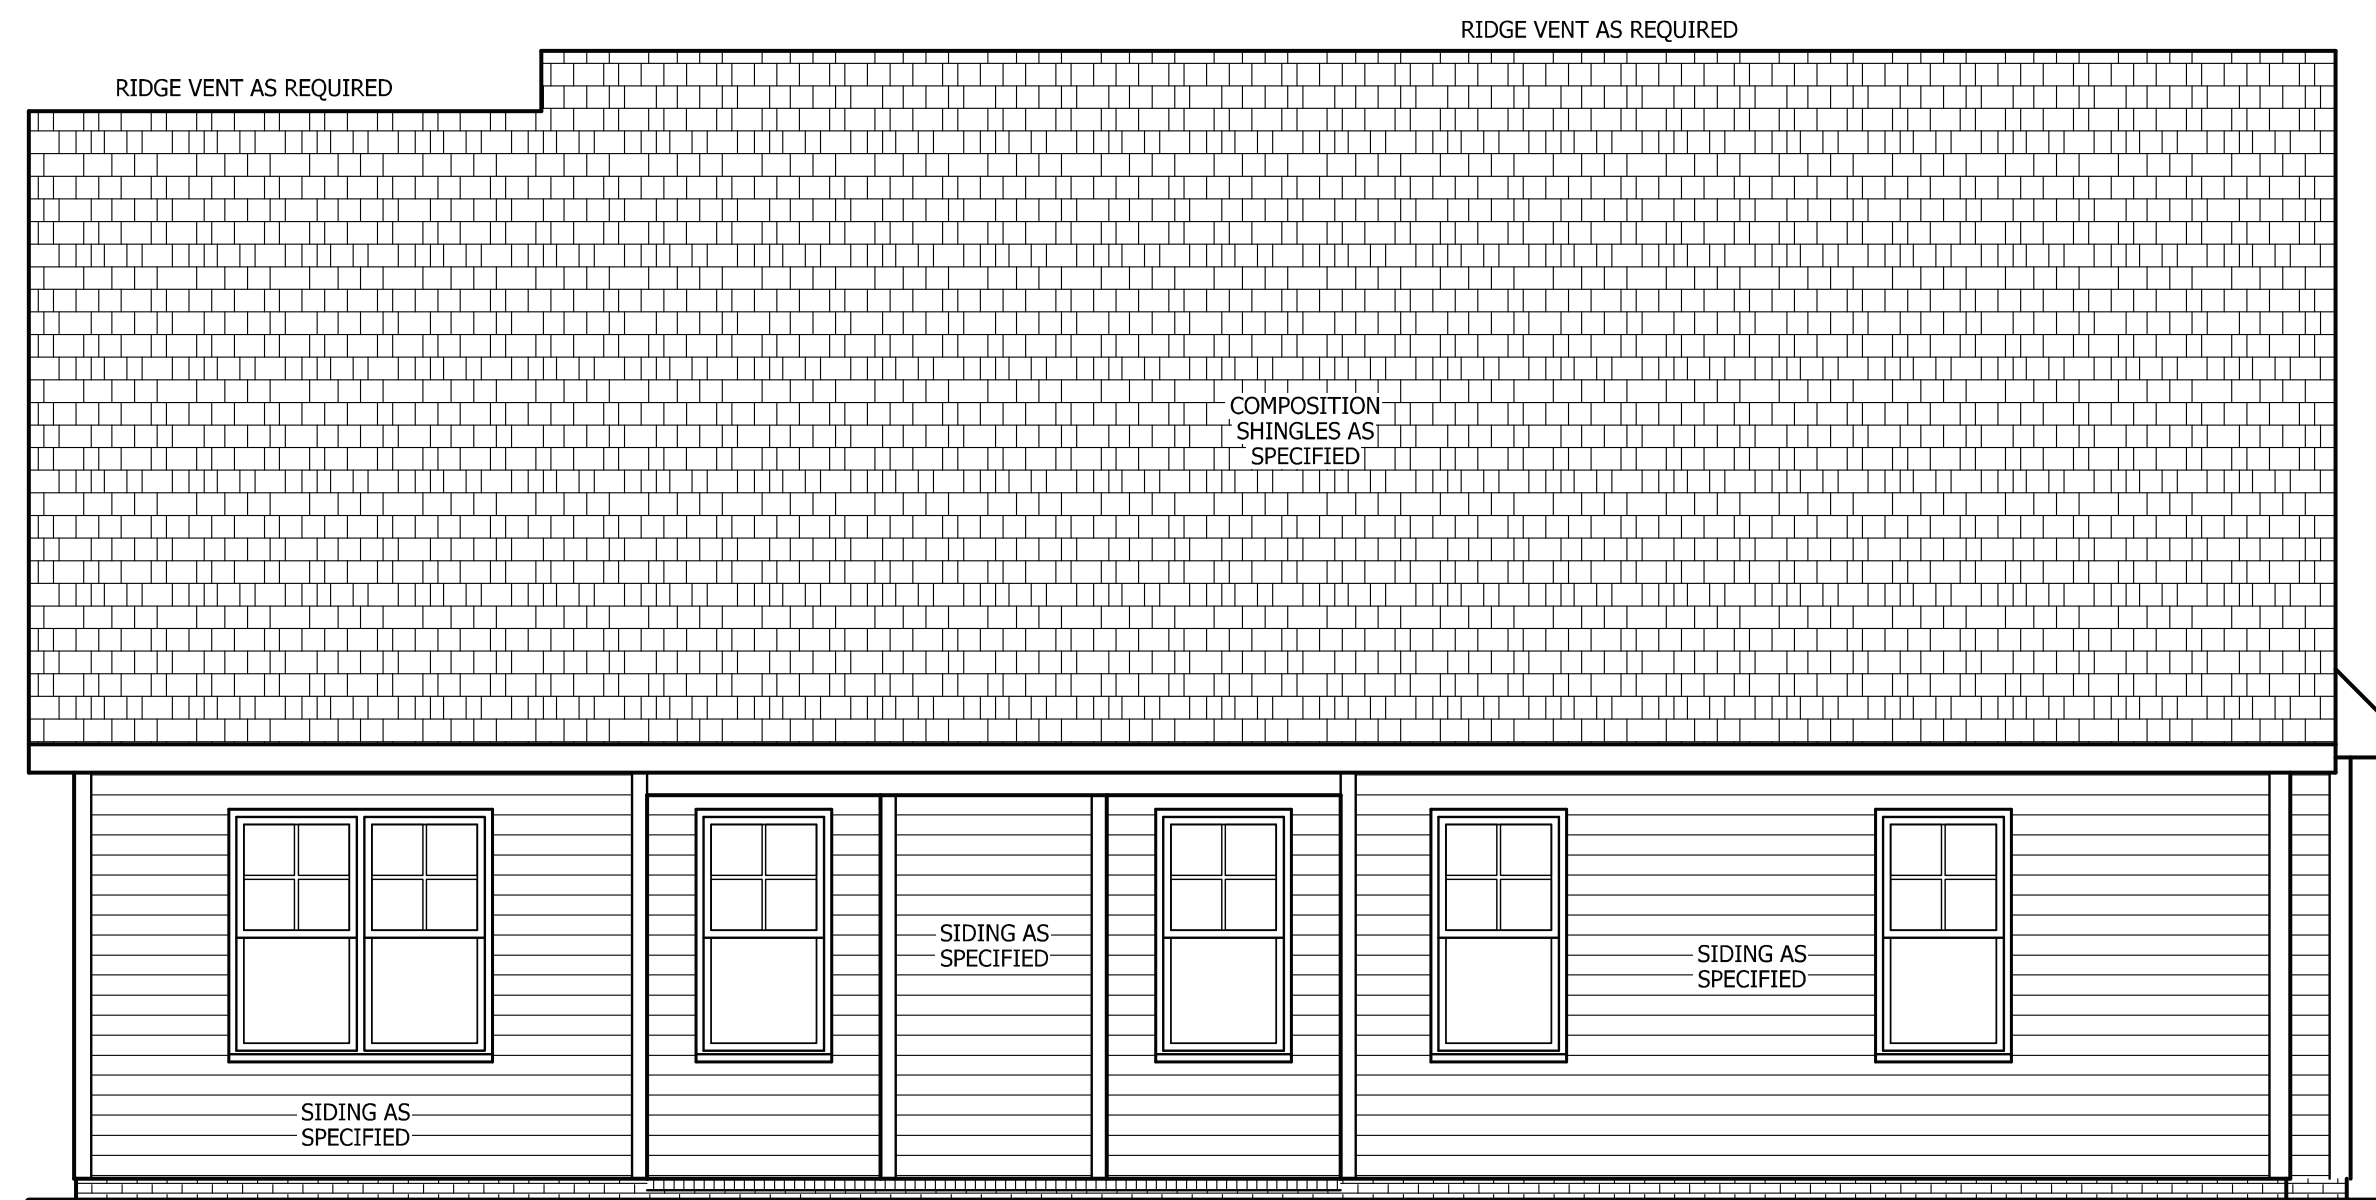 RIDGE VENT AS REQUIRED
RIDGE VENT AS REQUIRED
COMPOSITION
SHINGLES AS
SPECIFIED
SIDING AS
SPECIFIED
SIDING AS
SPECIFIED
SIDING AS
SPECIFIED